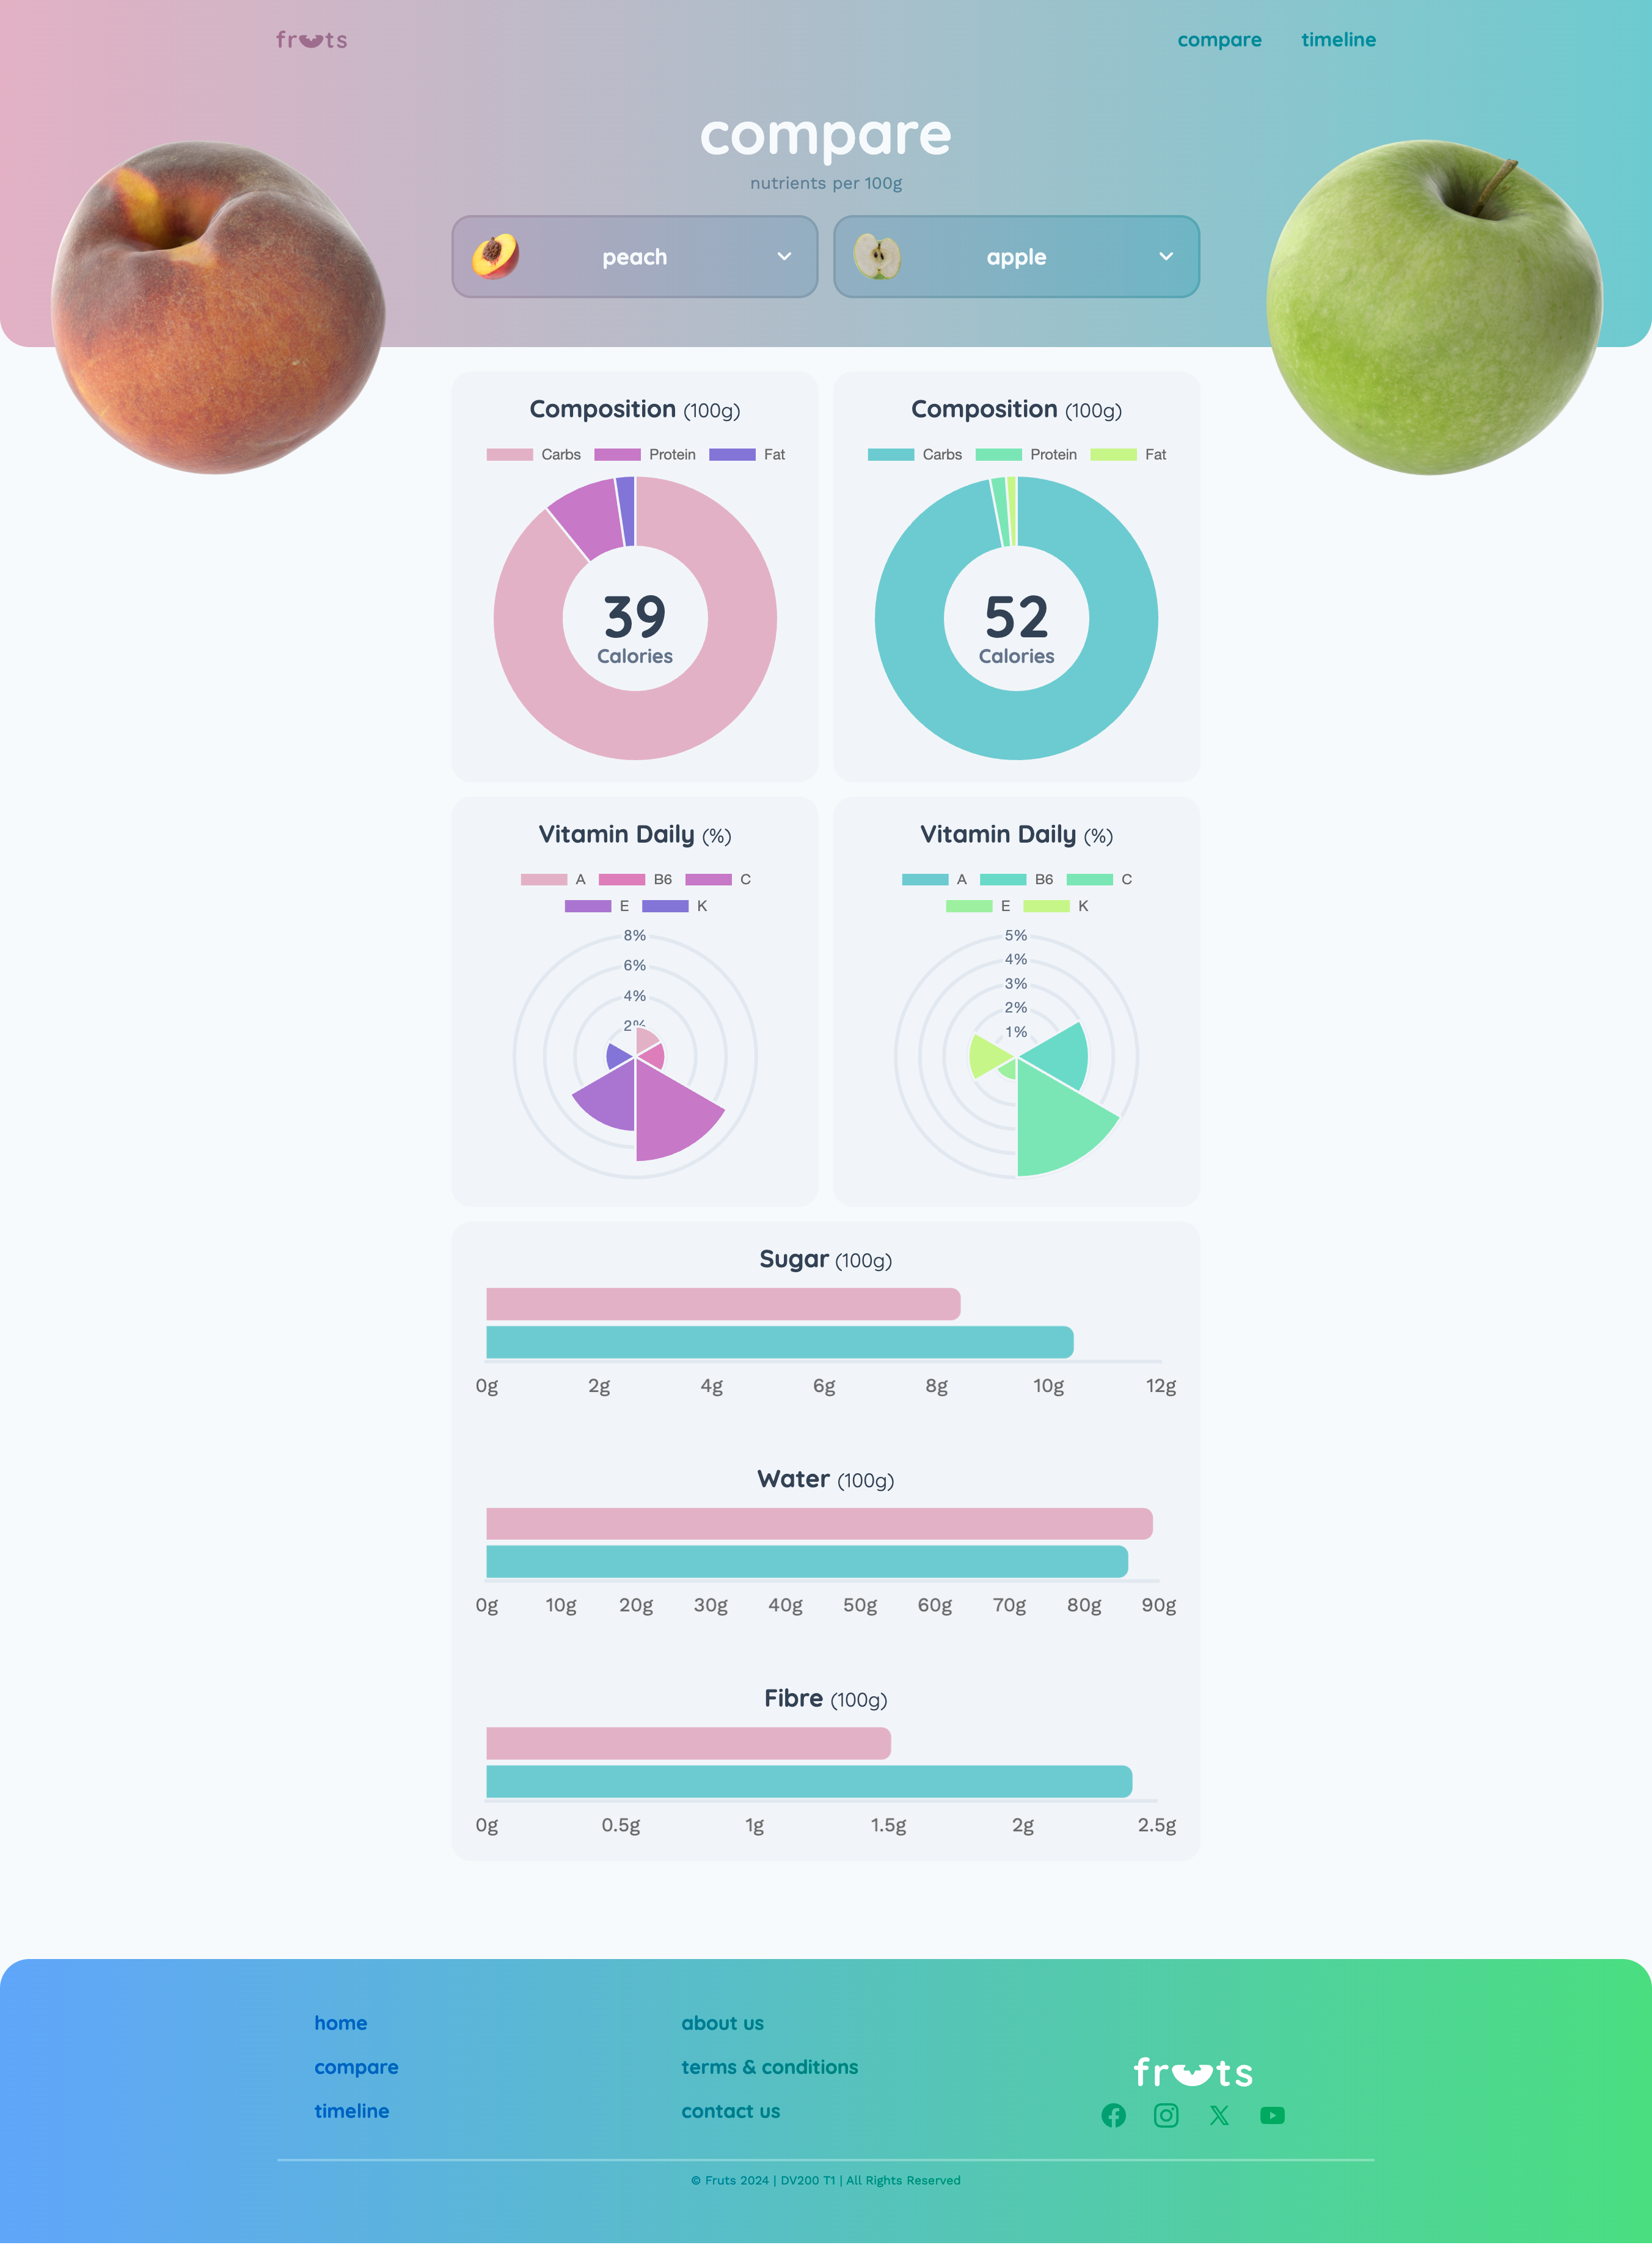 fruts
compare timeline
compare
nutrients per 100g
peach
apple
Composition (100g)
Carbs Protein Fat
39
Calories
Composition (100g)
Carbs Protein Fat
52
Calories
Vitamin Daily (%)
A B6 C
E K
8%
6%
4%
2%
Vitamin Daily (%)
A B6 C
E K
5%
4%
3%
2%
1%
Sugar (100g)
0g 2g 4g 6g 8g 10g 12g
Water (100g)
0g 10g 20g 30g 40g 50g 60g 70g 80g 90g
Fibre (100g)
0g 0.5g 1g 1.5g 2g 2.5g
home
compare
timeline
about us
terms & conditions
contact us
fruts
© Fruts 2024 | DV200 T1 | All Rights Reserved